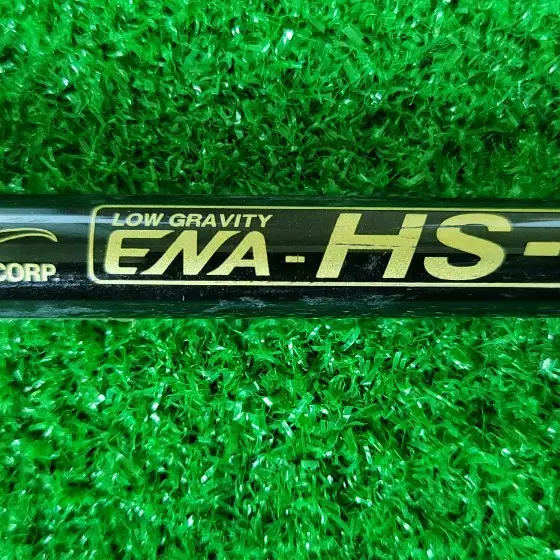 CORP.
LOW GRAVITY
ENA-HS-